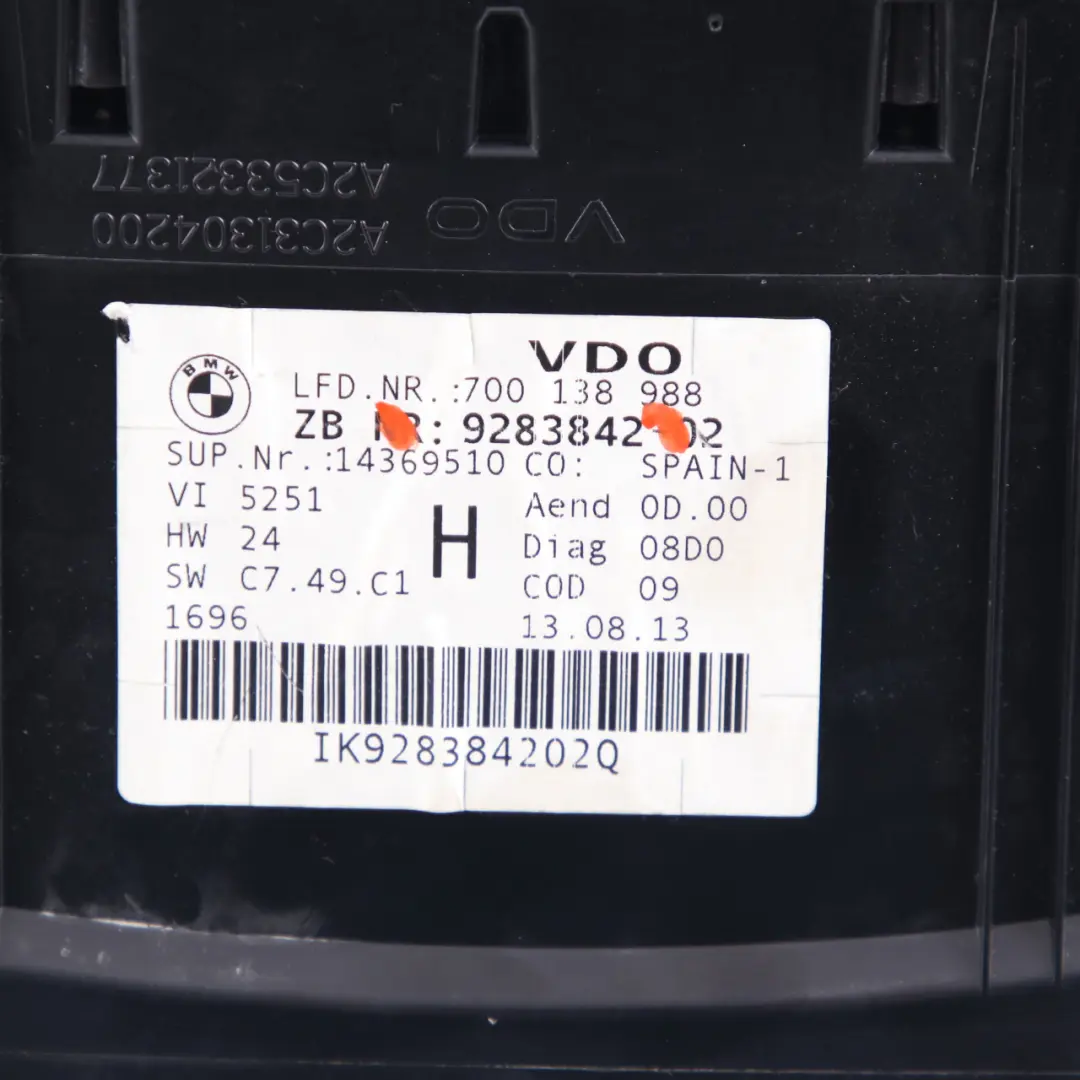 A2C53321377
A2C31304200
VDO
VDO
BMW
LFD.NR.:700 138 988
ZB NR: 9283842-02
SUP.Nr.:14369510 CO: SPAIN-1
VI 5251
Aend 0D.00
HW 24
H
Diag 08D0
SW C7.49.C1
COD 09
1696
13.08.13
IK928384202Q